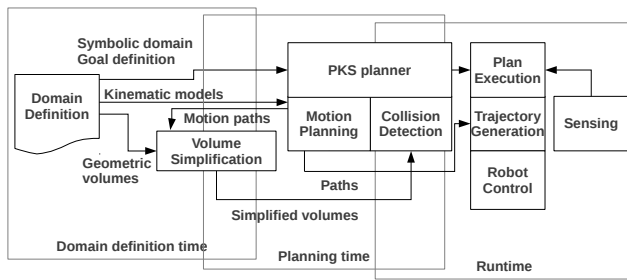 Symbolic domain
Goal definition
PKS planner
Plan
Execution
Domain
Definition
Kinematic models
Motion paths
Motion
Planning
Collision
Detection
Trajectory
Generation
Sensing
Volume
Simplification
Geometric
volumes
Paths
Robot
Control
Simplified volumes
Domain definition time
Planning time
Runtime